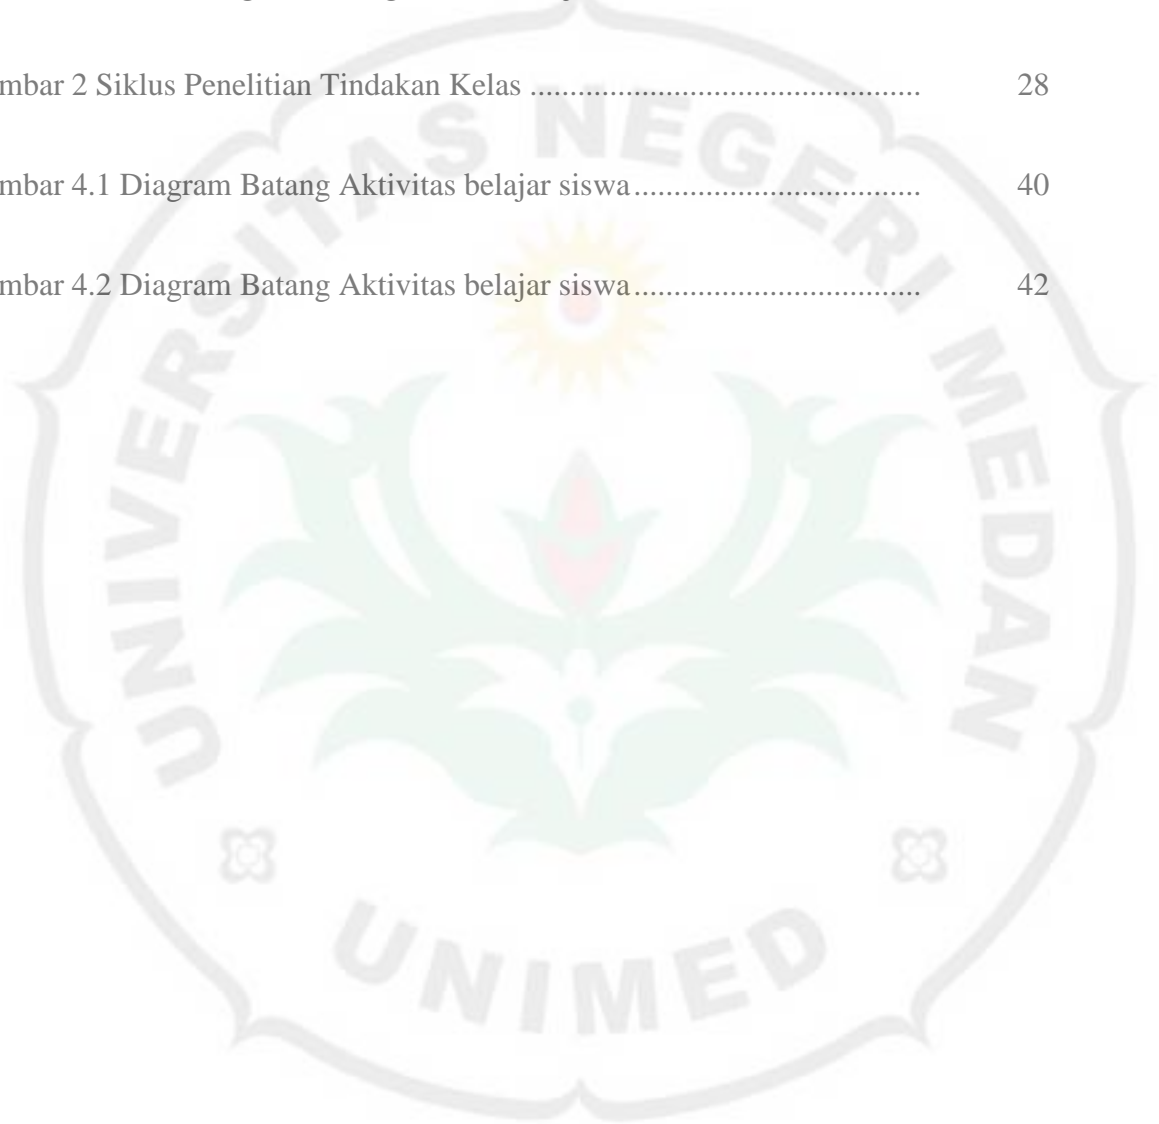 mbar 2 Siklus Penelitian Tindakan Kelas ................................................ 28
mbar 4.1 Diagram Batang Aktivitas belajar siswa ................................... 40
mbar 4.2 Diagram Batang Aktivitas belajar siswa ................................... 42
UNIVERSITAS NEGERI MEDAN
UNIMED